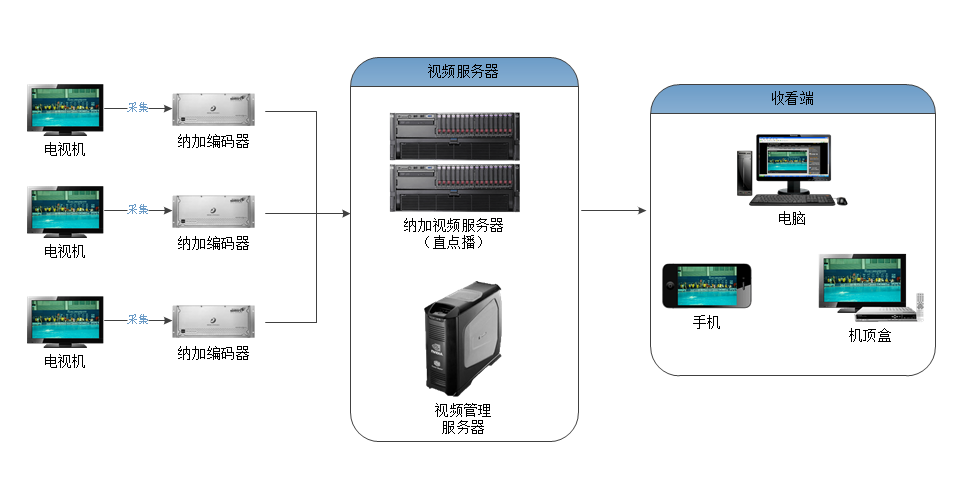 视频服务器
收看端
采集
电视机
纳加编码器
采集
电视机
纳加编码器
采集
电视机
纳加编码器
纳加视频服务器
（直点播）
视频管理
服务器
电脑
手机
机顶盒